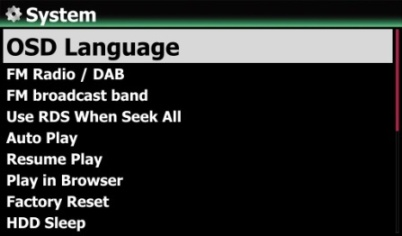 System
OSD Language
FM Radio / DAB
FM broadcast band
Use RDS When Seek All
Auto Play
Resume Play
Play in Browser
Factory Reset
HDD Sleep